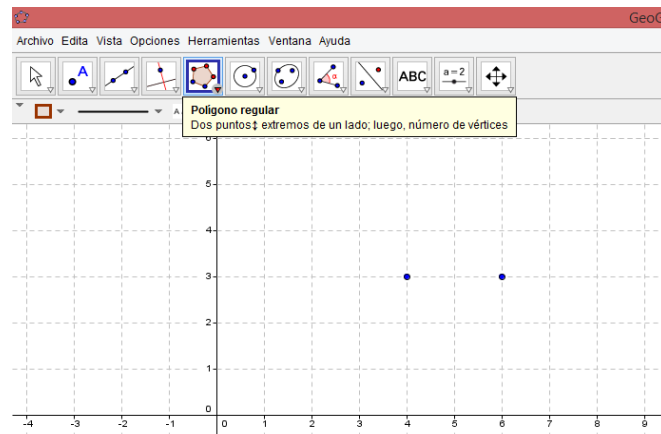 GeoG
Archivo Edita Vista Opciones Herramientas Ventana Ayuda
A α ABC a=2
A
Polígono regular
Dos puntos↕ extremos de un lado; luego, número de vértices
6
5
4
3
2
1
0
-4 -3 -2 -1 0 1 2 3 4 5 6 7 8 9